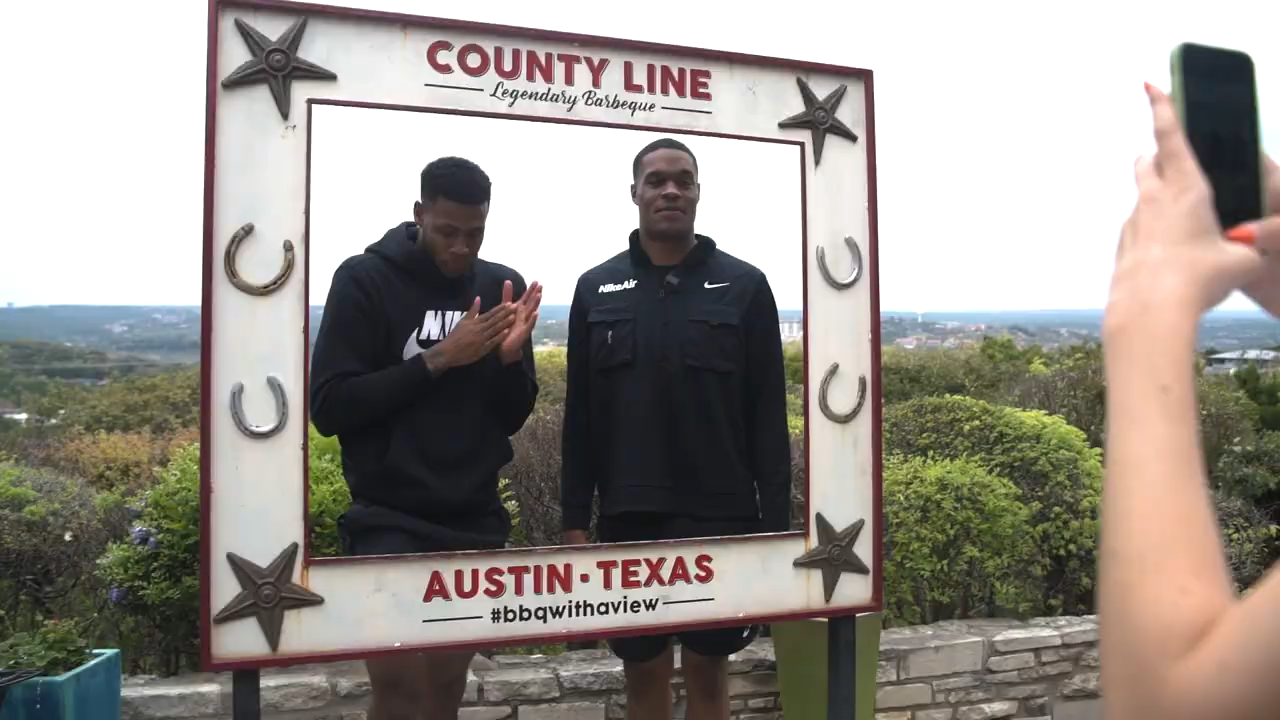 COUNTY LINE
Legendary Barbeque
NIKE
NikeAir
AUSTIN · TEXAS
#bbqwithaview